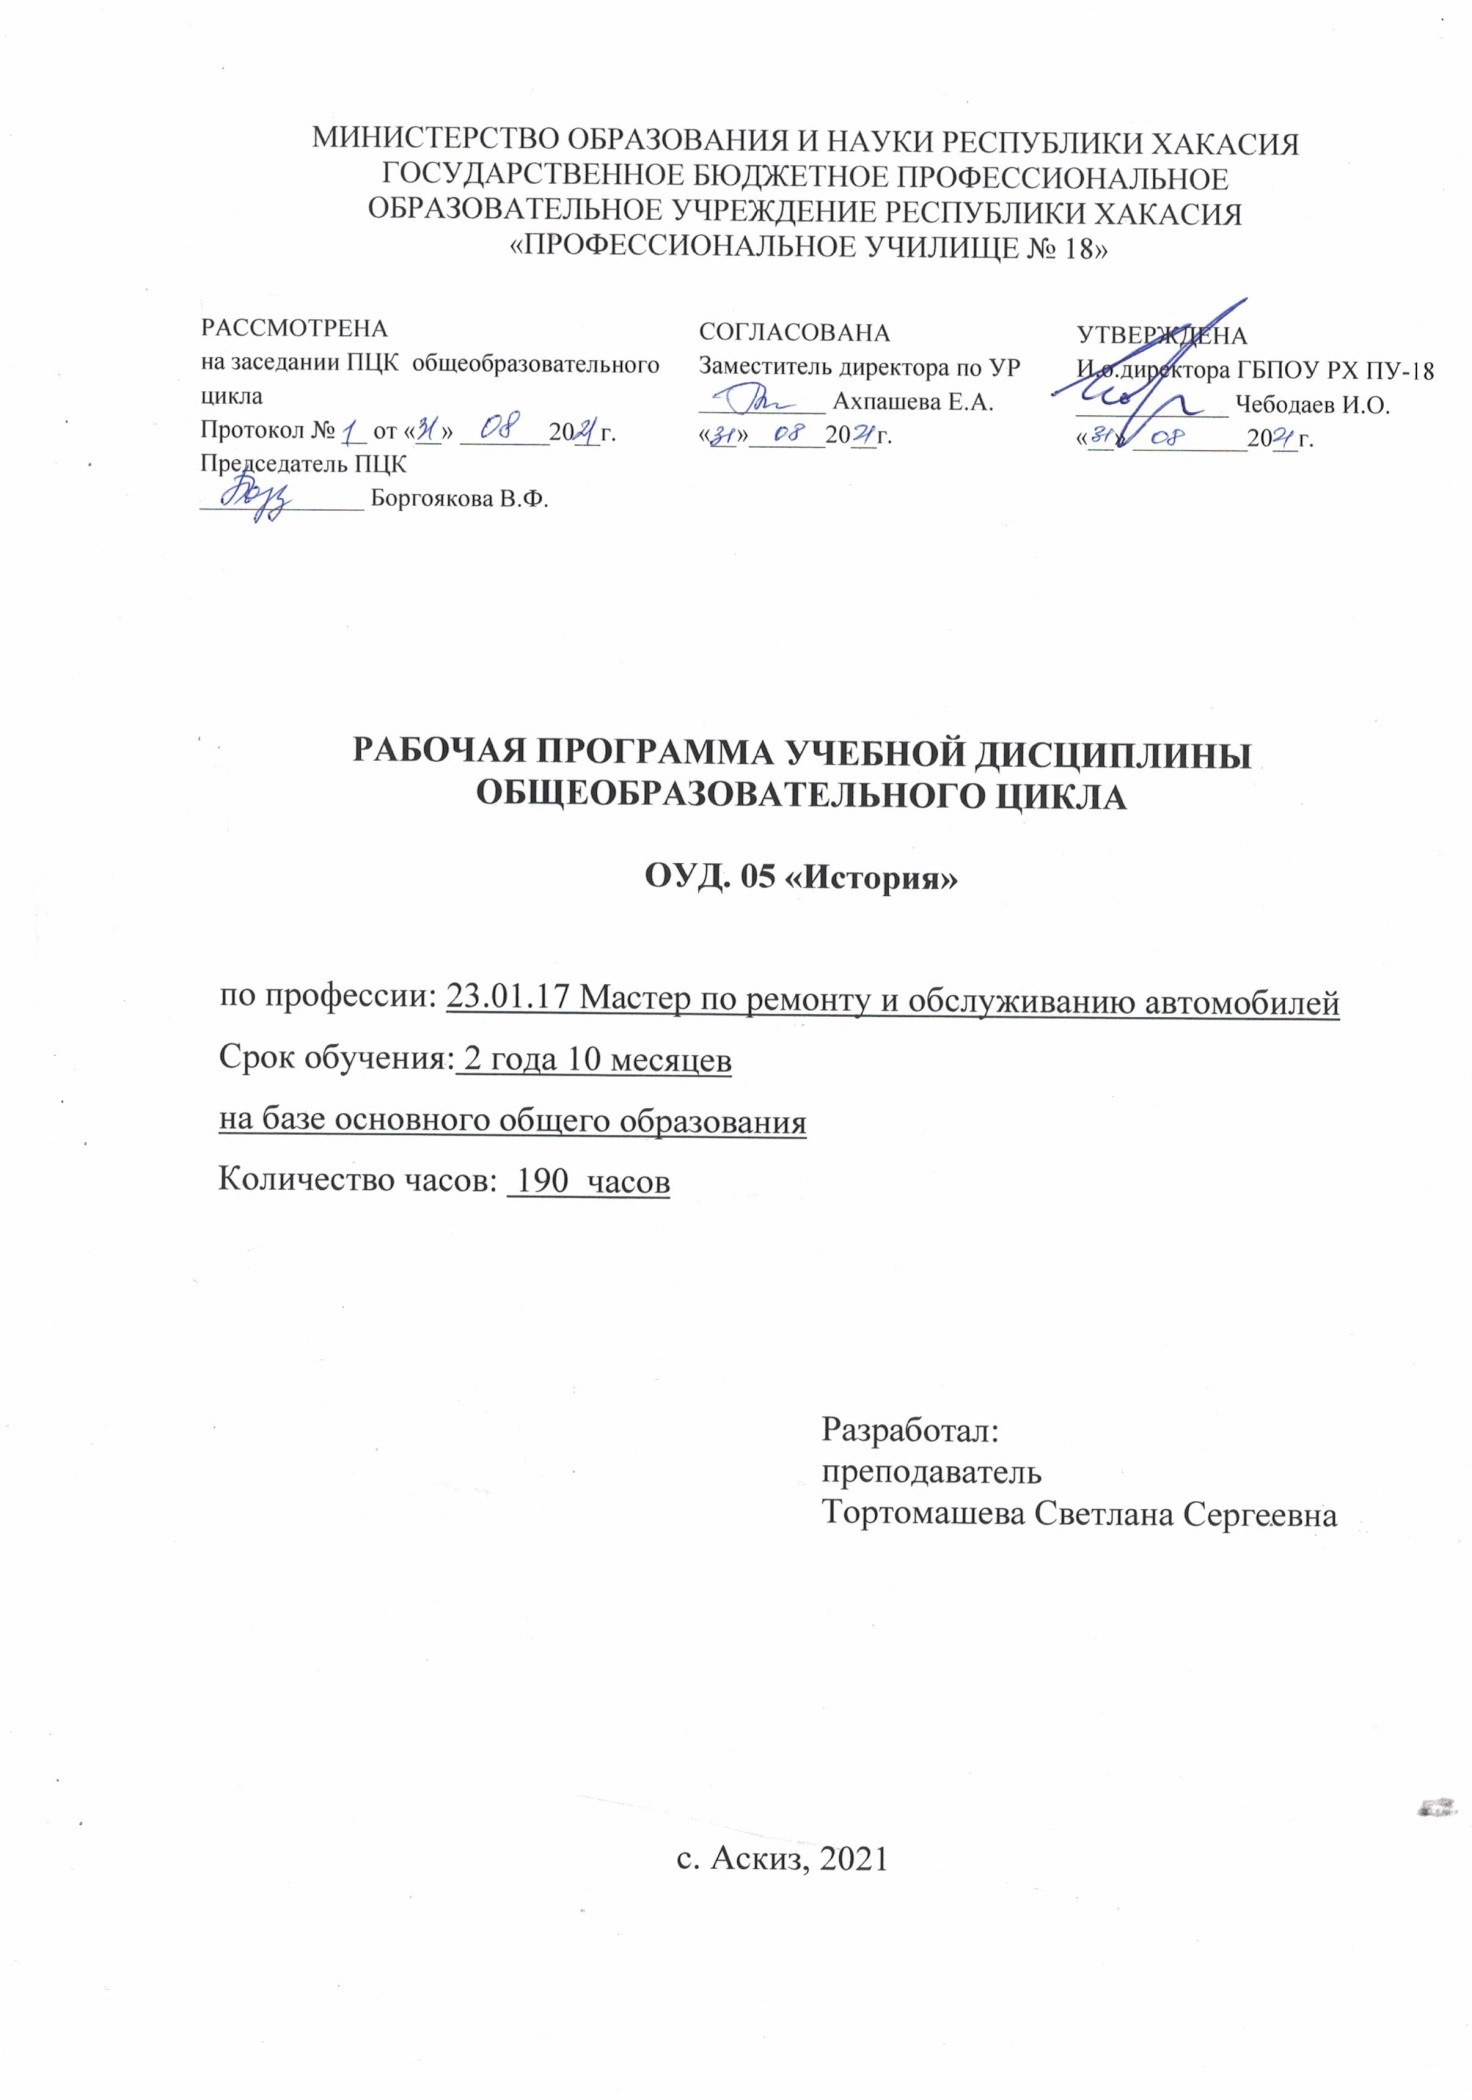 МИНИСТЕРСТВО ОБРАЗОВАНИЯ И НАУКИ РЕСПУБЛИКИ ХАКАСИЯ
ГОСУДАРСТВЕННОЕ БЮДЖЕТНОЕ ПРОФЕССИОНАЛЬНОЕ
ОБРАЗОВАТЕЛЬНОЕ УЧРЕЖДЕНИЕ РЕСПУБЛИКИ ХАКАСИЯ
«ПРОФЕССИОНАЛЬНОЕ УЧИЛИЩЕ № 18»
РАССМОТРЕНА
на заседании ПЦК общеобразовательного
цикла
Протокол № 1 от «31» 08 2021 г.
Председатель ПЦК
Боргоякова В.Ф.
СОГЛАСОВАНА
Заместитель директора по УР
Ахпашева Е.А.
«31» 08 2021 г.
УТВЕРЖДЕНА
И.о.директора ГБПОУ РХ ПУ-18
Чебодаев И.О.
«31» 08 2021 г.
РАБОЧАЯ ПРОГРАММА УЧЕБНОЙ ДИСЦИПЛИНЫ
ОБЩЕОБРАЗОВАТЕЛЬНОГО ЦИКЛА
ОУД. 05 «История»
по профессии: 23.01.17 Мастер по ремонту и обслуживанию автомобилей
Срок обучения: 2 года 10 месяцев
на базе основного общего образования
Количество часов: 190 часов
Разработал:
преподаватель
Тортомашева Светлана Сергеевна
с. Аскиз, 2021